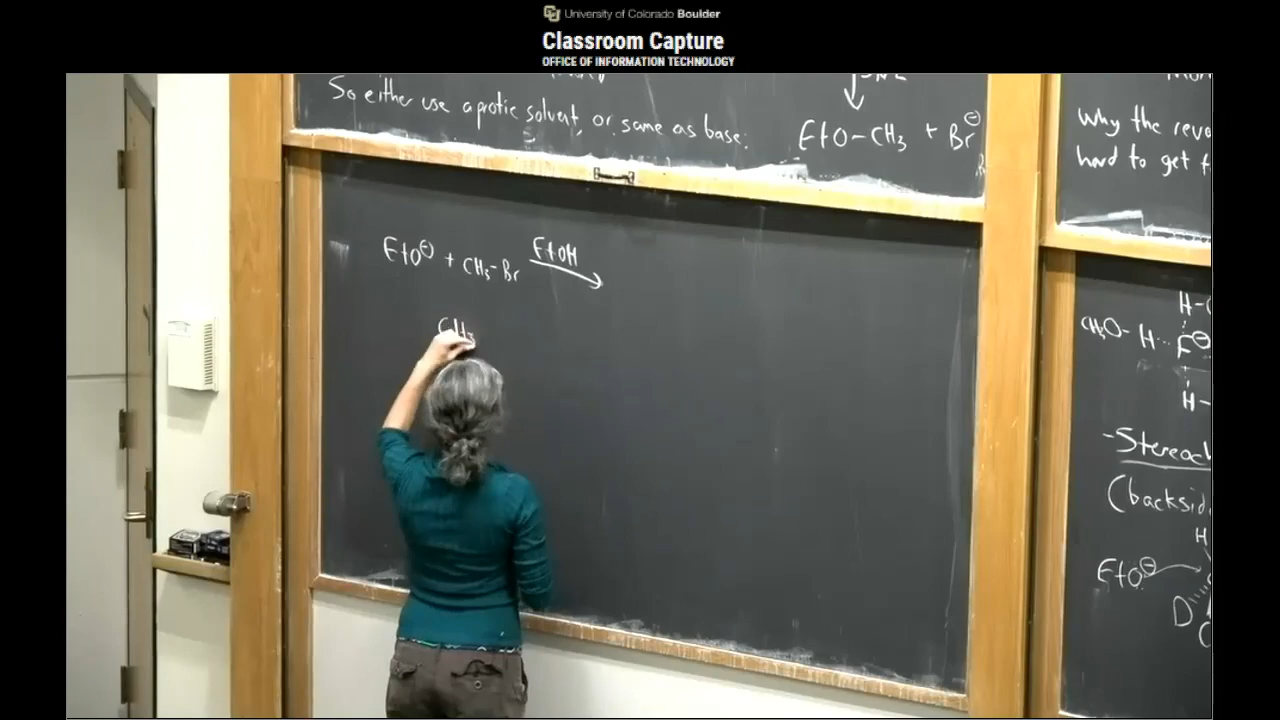 University of Colorado Boulder
Classroom Capture
OFFICE OF INFORMATION TECHNOLOGY
So either use aprotic solvent, or same as base.
EtO-CH₃ + Br⊖
Why the
hard to get
EtO⊖ + CH₃-Br EtOH
CH₃
CH₃O- H... F⊖
H-
-Stereoch
(backsid
H
EtO⊖
D